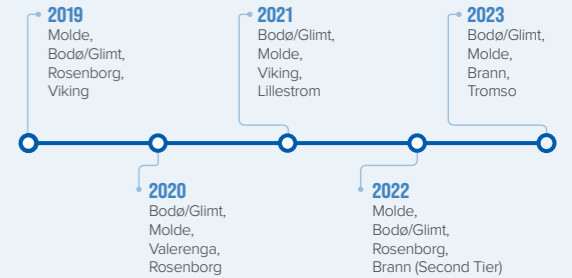 2019
Molde,
Bodø/Glimt,
Rosenborg,
Viking
2020
Bodø/Glimt,
Molde,
Valerenga,
Rosenborg
2021
Bodø/Glimt,
Molde,
Viking,
Lillestrom
2022
Molde,
Bodø/Glimt,
Rosenborg,
Brann (Second Tier)
2023
Bodø/Glimt,
Molde,
Brann,
Tromso